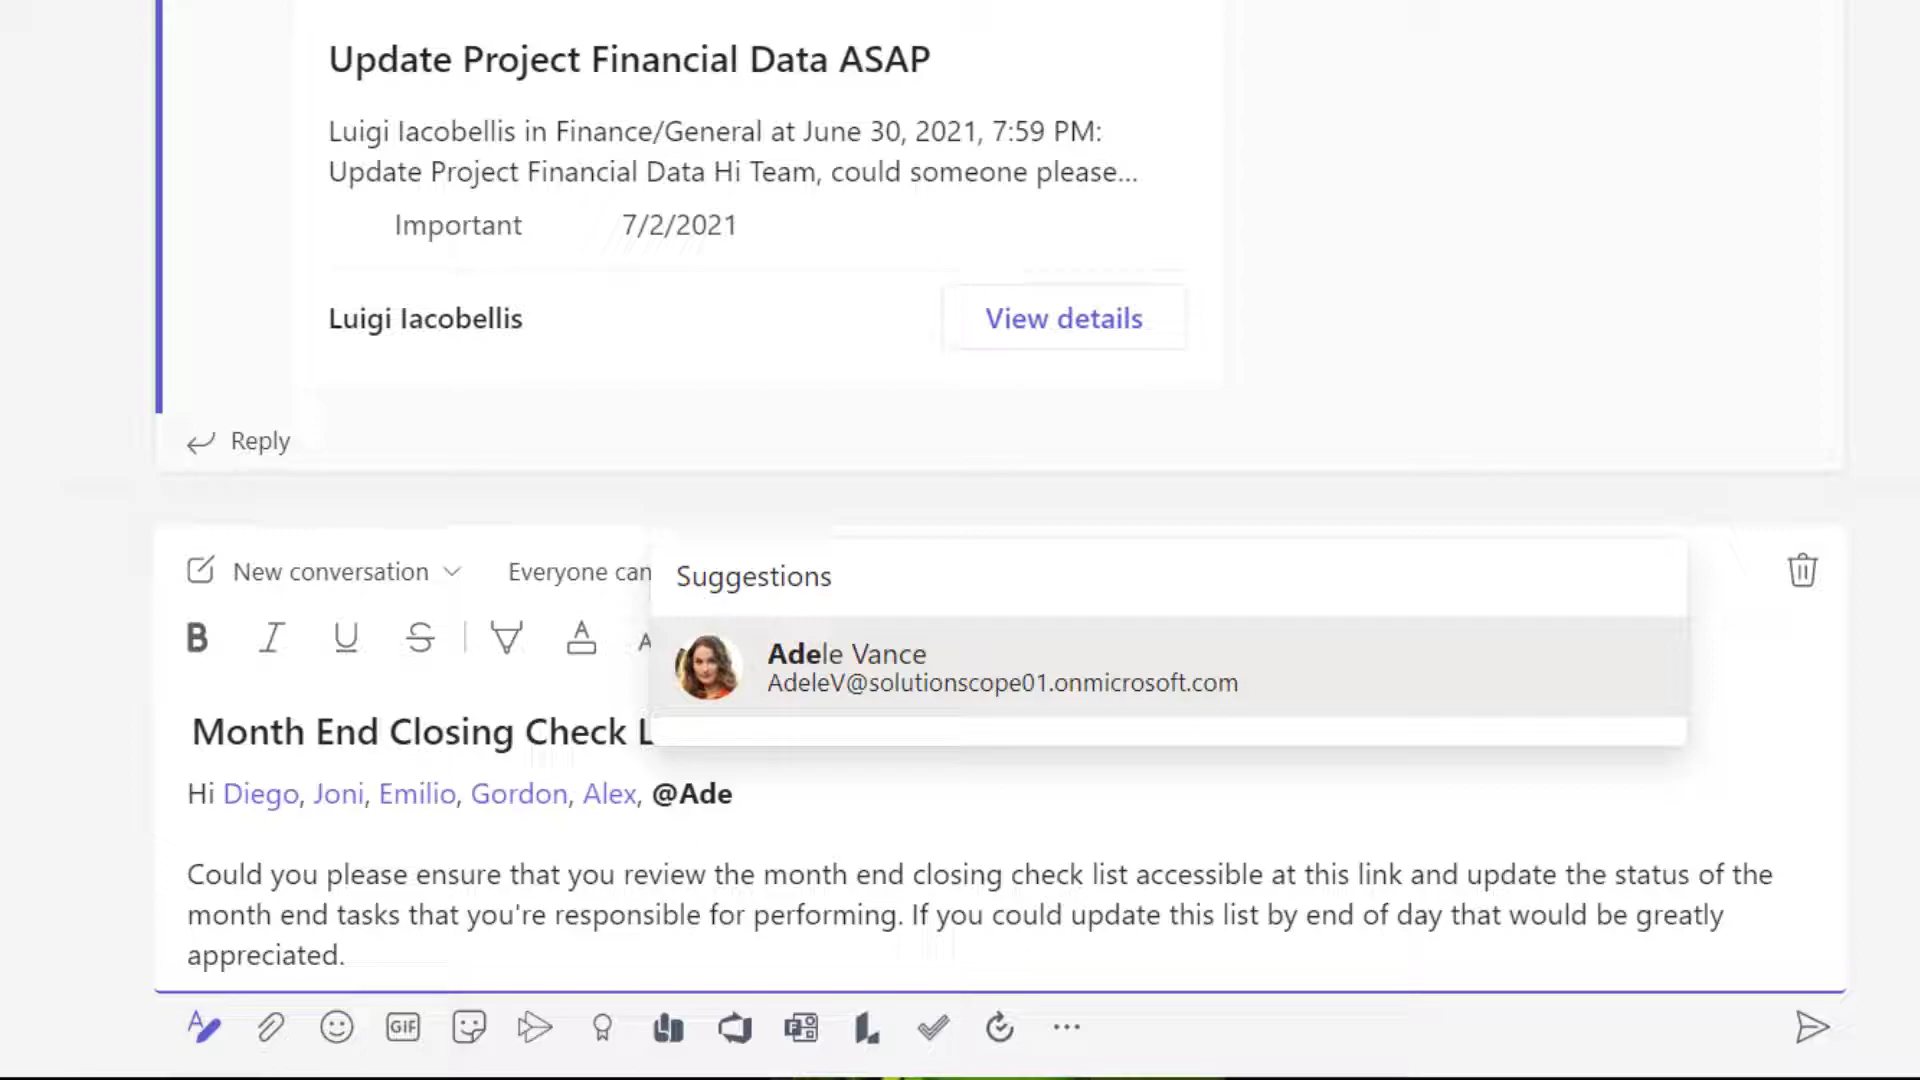 Update Project Financial Data ASAP
Luigi Iacobellis in Finance/General at June 30, 2021, 7:59 PM:
Update Project Financial Data Hi Team, could someone please...
Important 7/2/2021
Luigi Iacobellis View details
Reply
New conversation Everyone can
Suggestions
B I U S A A
Adele Vance
AdeleV@solutionscope01.onmicrosoft.com
Month End Closing Check L
Hi Diego, Joni, Emilio, Gordon, Alex, @Ade
Could you please ensure that you review the month end closing check list accessible at this link and update the status of the
month end tasks that you're responsible for performing. If you could update this list by end of day that would be greatly
appreciated.
GIF